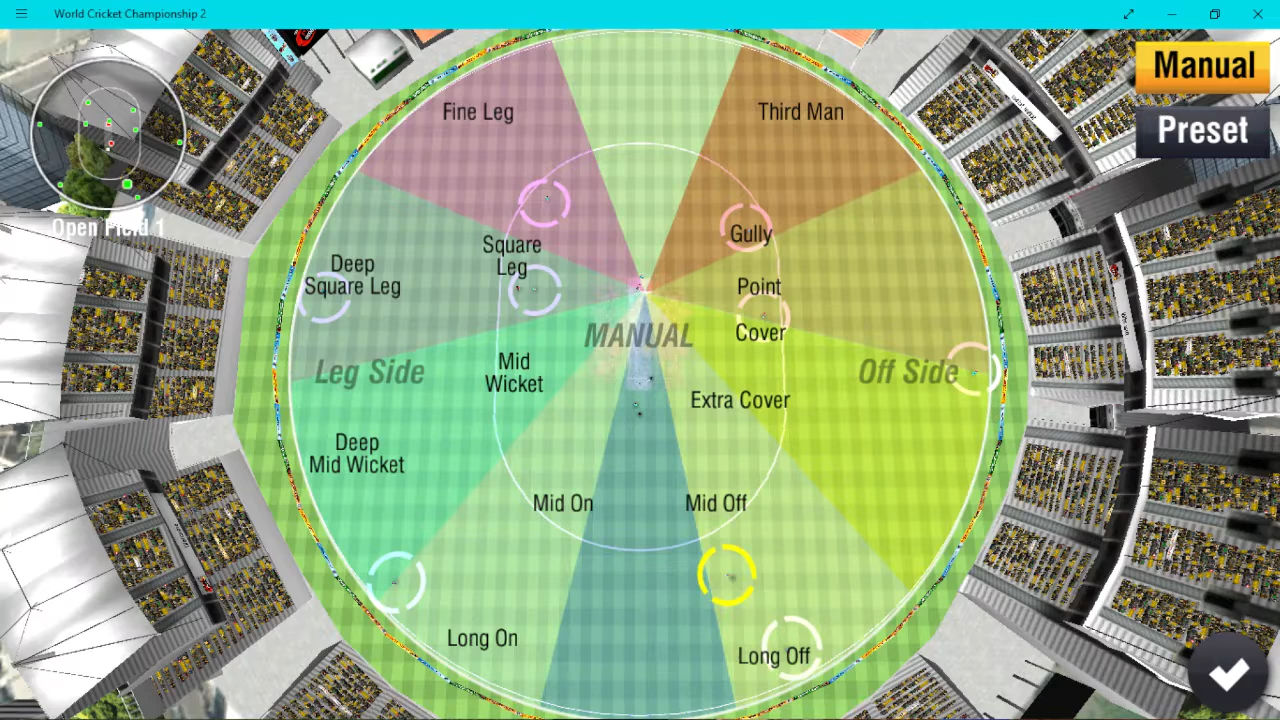 World Cricket Championship 2
Manual
Preset
Open Field 1
Fine Leg
Third Man
Gully
Square
Leg
Deep
Square Leg
Point
Cover
MANUAL
Mid
Wicket
Leg Side
Off Side
Extra Cover
Deep
Mid Wicket
Mid On
Mid Off
Long On
Long Off